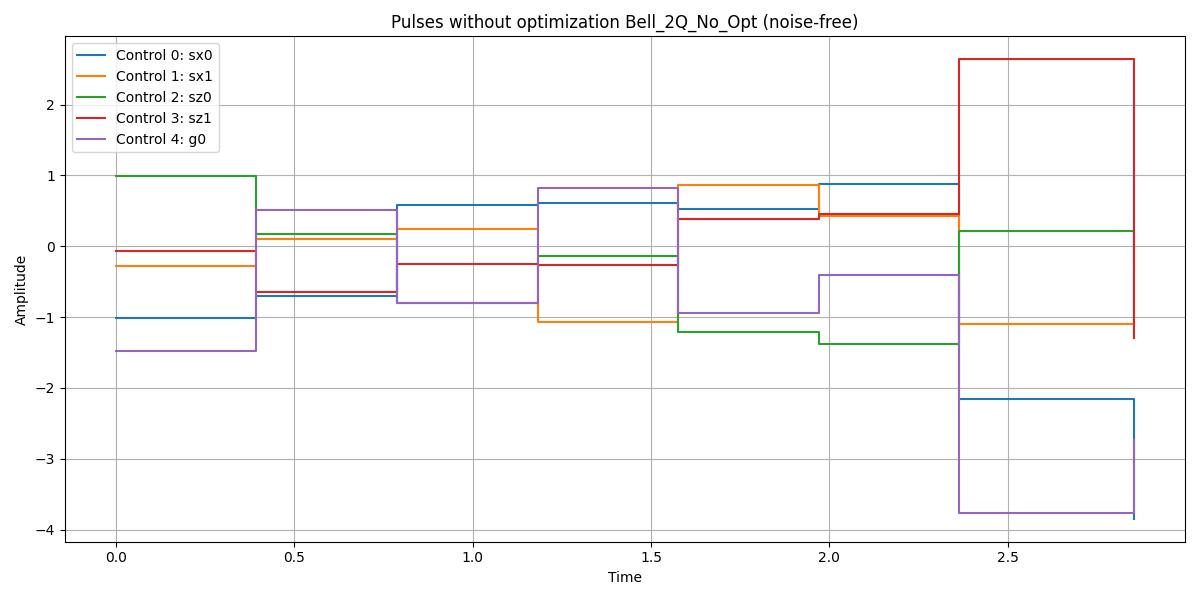 Pulses without optimization Bell_2Q_No_Opt (noise-free)
Control 0: sx0
Control 1: sx1
Control 2: sz0
Control 3: sz1
Control 4: g0
Amplitude
2
1
0
−1
−2
−3
−4
0.0 0.5 1.0 1.5 2.0 2.5
Time